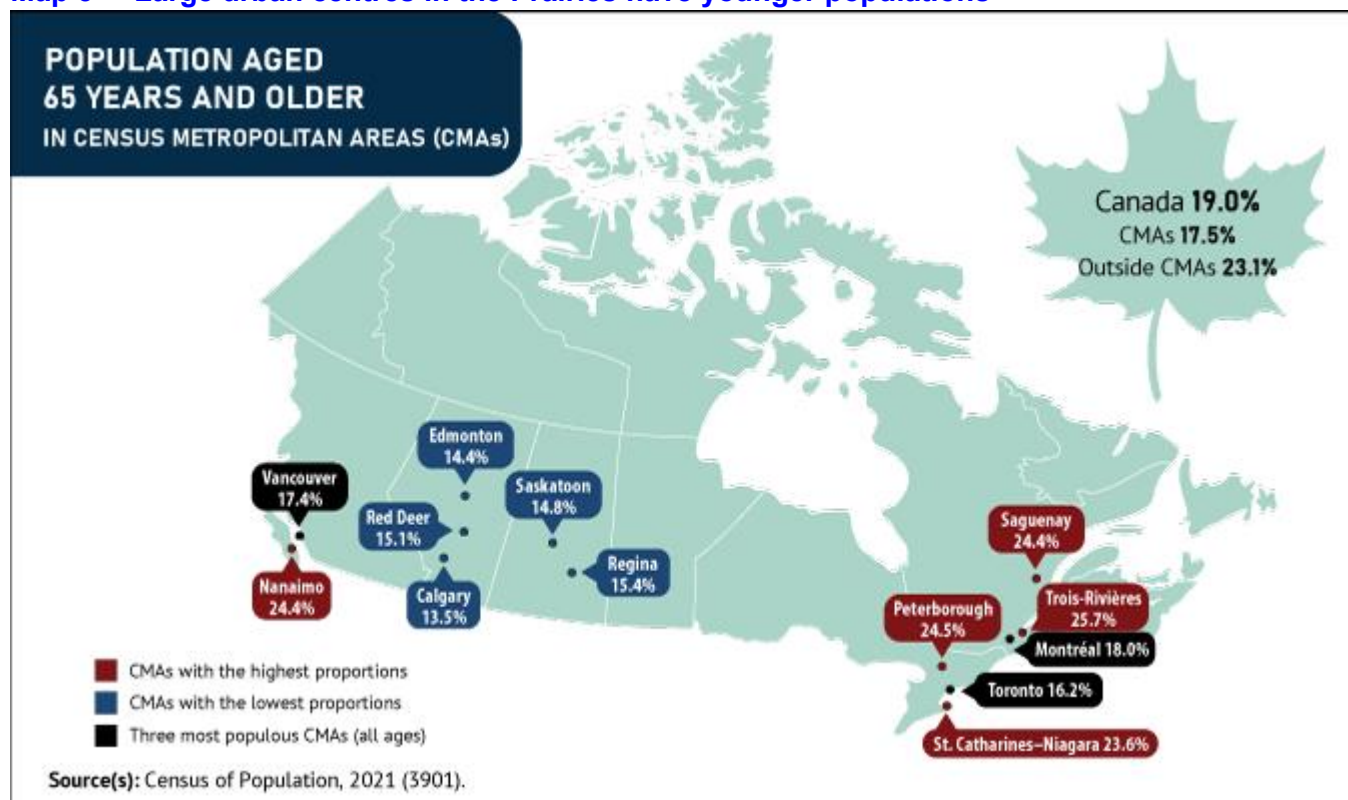 POPULATION AGED
65 YEARS AND OLDER
IN CENSUS METROPOLITAN AREAS (CMAs)
Canada 19.0%
CMAs 17.5%
Outside CMAs 23.1%
Edmonton
14.4%
Vancouver
17.4%
Saskatoon
14.8%
Red Deer
15.1%
Saguenay
24.4%
Regina
15.4%
Nanaimo
24.4%
Calgary
13.5%
Peterborough
24.5%
Trois-Rivières
25.7%
Montréal 18.0%
Toronto 16.2%
St. Catharines–Niagara 23.6%
CMAs with the highest proportions
CMAs with the lowest proportions
Three most populous CMAs (all ages)
Source(s): Census of Population, 2021 (3901).